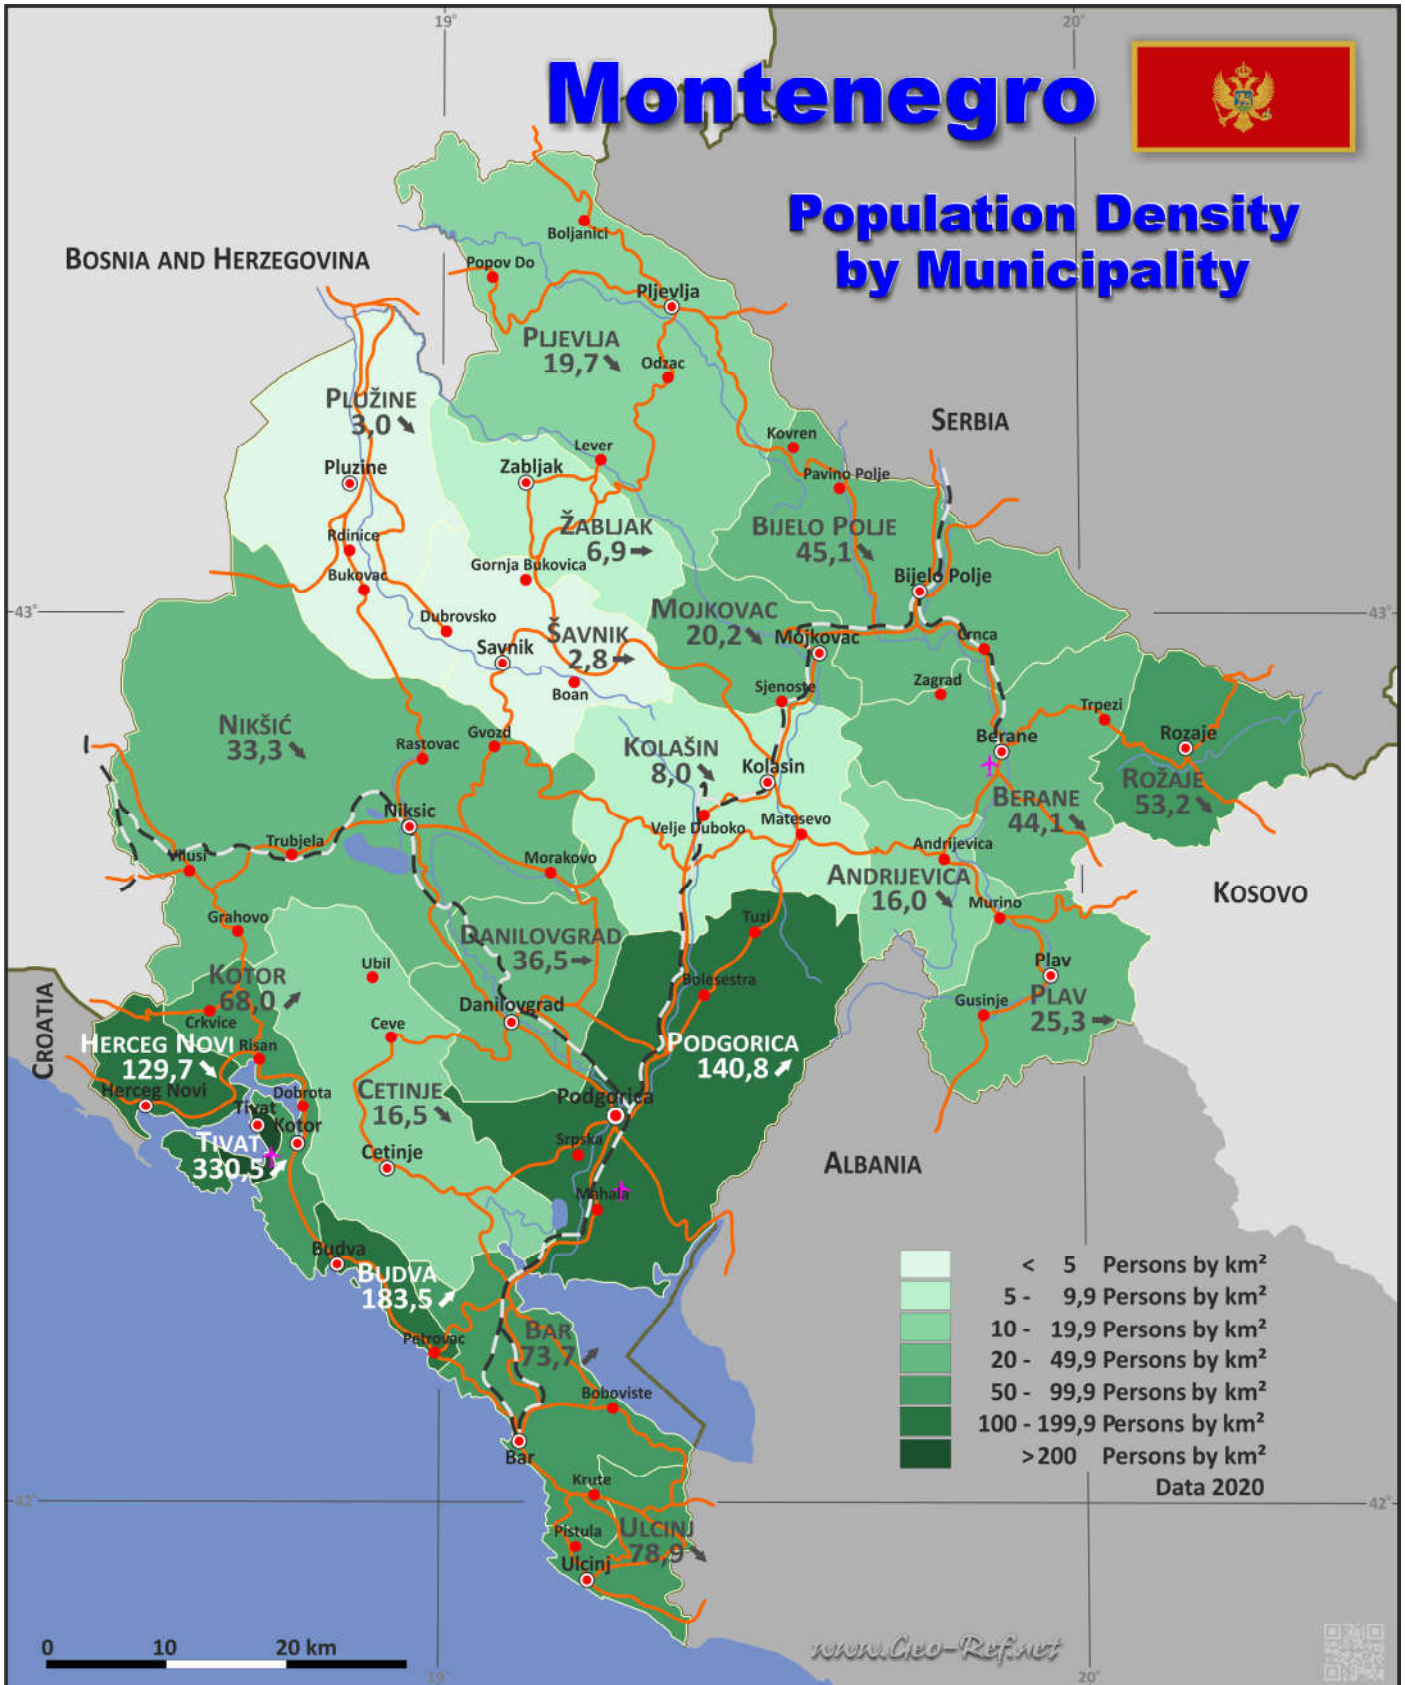 19°
20°
Montenegro
Population Density
by Municipality
BOSNIA AND HERZEGOVINA
Boljanici
Popov Do
Pljevlja
PLJEVLJA
19,7
Odzac
PLUŽINE
3,0
SERBIA
Kovren
Lever
Pluzine
Zabljak
Pavino Polje
ŽABLJAK
6,9
BIJELO POLJE
45,1
Rdinice
Gornja Bukovica
Bukovac
Bijelo Polje
43°
43°
Dubrovsko
MOJKOVAC
20,2
ŠAVNIK
2,8
Savnik
Mojkovac
Crnca
Boan
Sjenoste
Zagrad
Trpezi
NIKŠIĆ
33,3
Gvozd
Rastovac
KOLAŠIN
8,0
Kolasin
Berane
Rozaje
ROŽAJE
53,2
BERANE
44,1
Niksic
Velje Duboko
Matesevo
Trubjela
Vilusi
Morakovo
Andrijevica
ANDRIJEVICA
16,0
KOSOVO
Murino
Grahovo
Tuzi
DANILOVGRAD
36,5
Ubil
KOTOR
68,0
Plav
PLAV
25,3
Bolesestra
Gusinje
Danilovgrad
Crkvice
Ceve
CROATIA
HERCEG NOVI
129,7
Risan
PODGORICA
140,8
Herceg Novi
Dobrota
CETINJE
16,5
Podgorica
Tivat
Kotor
TIVAT
330,5
Srpska
Cetinje
ALBANIA
Mahala
Budva
BUDVA
183,5
Petrovac
BAR
73,7
Boboviste
Bar
Krute
ULCINJ
78,9
Pistula
Ulcinj
< 5 Persons by km²
5 - 9,9 Persons by km²
10 - 19,9 Persons by km²
20 - 49,9 Persons by km²
50 - 99,9 Persons by km²
100 - 199,9 Persons by km²
>200 Persons by km²
Data 2020
42°
42°
0 10 20 km
www.Geo-Ref.net
19°
20°